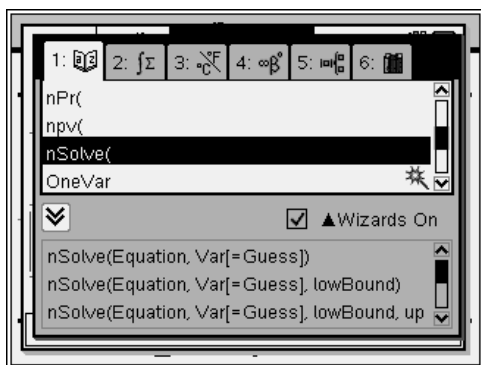 1: 2: ∫Σ 3: °C°F 4: ∞β° 5: 6:
nPr(
npv(
nSolve(
OneVar
▲Wizards On
nSolve(Equation, Var[=Guess])
nSolve(Equation, Var[=Guess], lowBound)
nSolve(Equation, Var[=Guess], lowBound, up